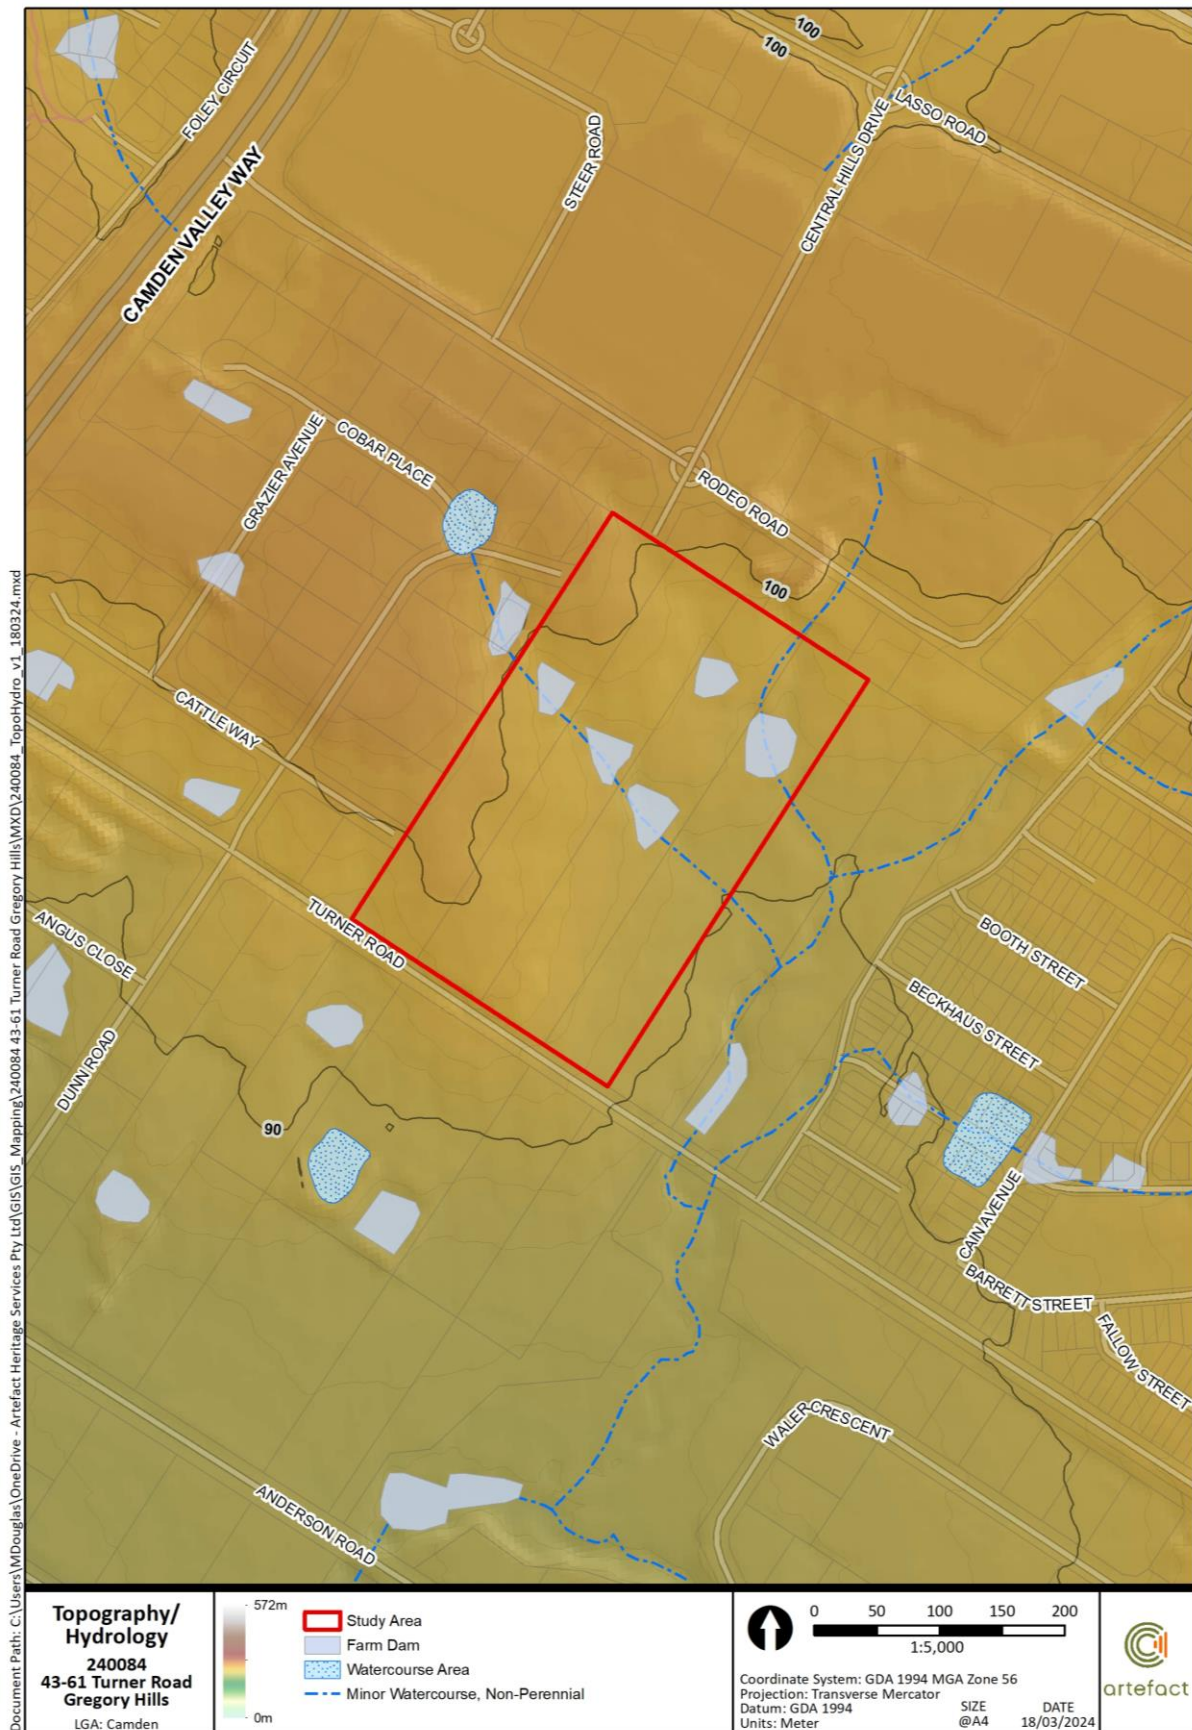 100
100
FOLEY CIRCUIT
LASSO ROAD
STEER ROAD
CENTRAL HILLS DRIVE
CAMDEN VALLEY WAY
COBAR PLACE
GRAZIER AVENUE
RODEO ROAD
100
CATTLE WAY
TURNER ROAD
ANGUS CLOSE
BOOTH STREET
BECKHAUS STREET
DUNN ROAD
90
CAIN AVENUE
BARRETT STREET
FALLOW STREET
WALER CRESCENT
ANDERSON ROAD
Document Path: C:\Users\MDouglas\OneDrive - Artefact Heritage Services Pty Ltd\GIS\GIS_Mapping\240084 43-61 Turner Road Gregory Hills\MXD\240084_TopoHydro_v1_180324.mxd
Topography/
Hydrology
240084
43-61 Turner Road
Gregory Hills
LGA: Camden
572m
0m
Study Area
Farm Dam
Watercourse Area
Minor Watercourse, Non-Perennial
0 50 100 150 200
1:5,000
Coordinate System: GDA 1994 MGA Zone 56
Projection: Transverse Mercator
Datum: GDA 1994
Units: Meter
SIZE
@A4
DATE
18/03/2024
artefact